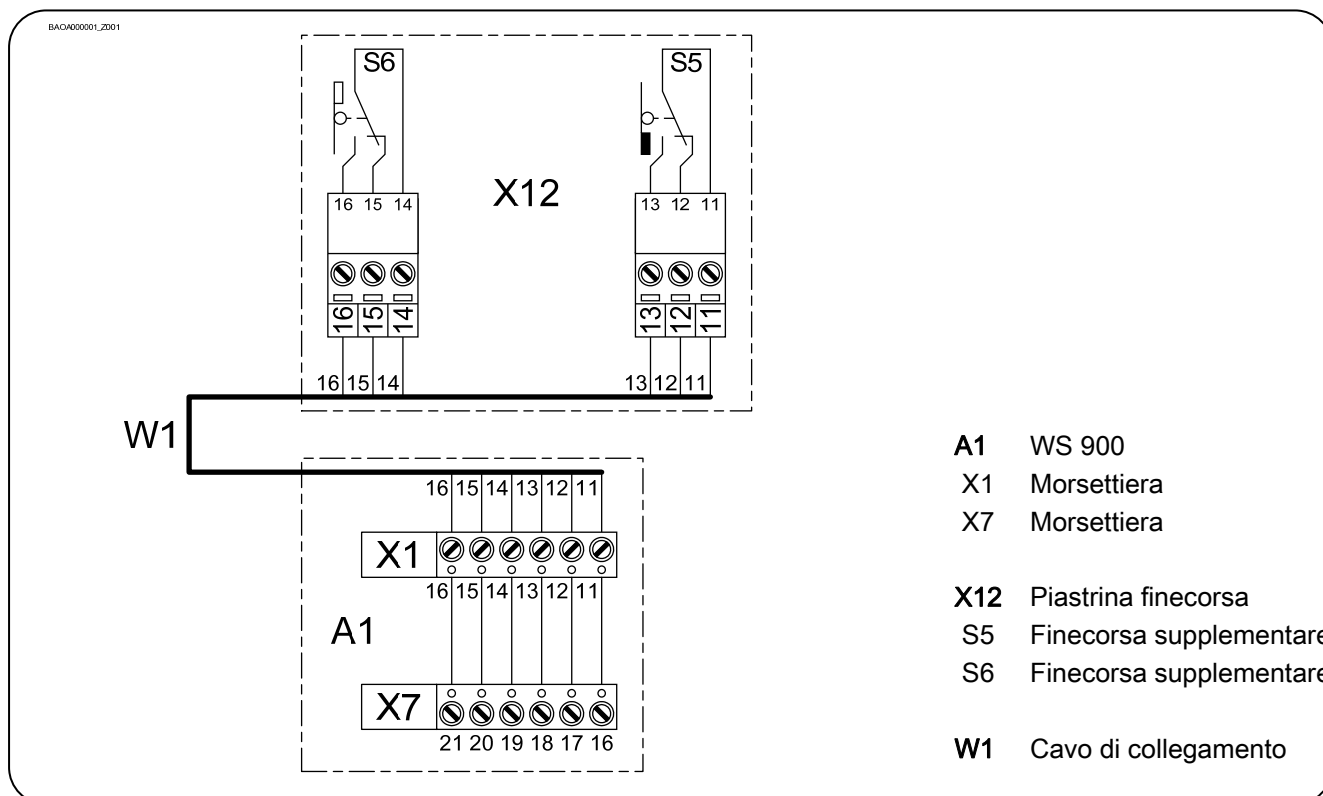 BAOA000001_Z001
S6 S5
X12
16 15 14 13 12 11
16 15 14 13 12 11
16 15 14 13 12 11
W1
16 15 14 13 12 11
X1
16 15 14 13 12 11
A1
X7
21 20 19 18 17 16
A1 WS 900
X1 Morsettiera
X7 Morsettiera
X12 Piastrina finecorsa
S5 Finecorsa supplementare
S6 Finecorsa supplementare
W1 Cavo di collegamento